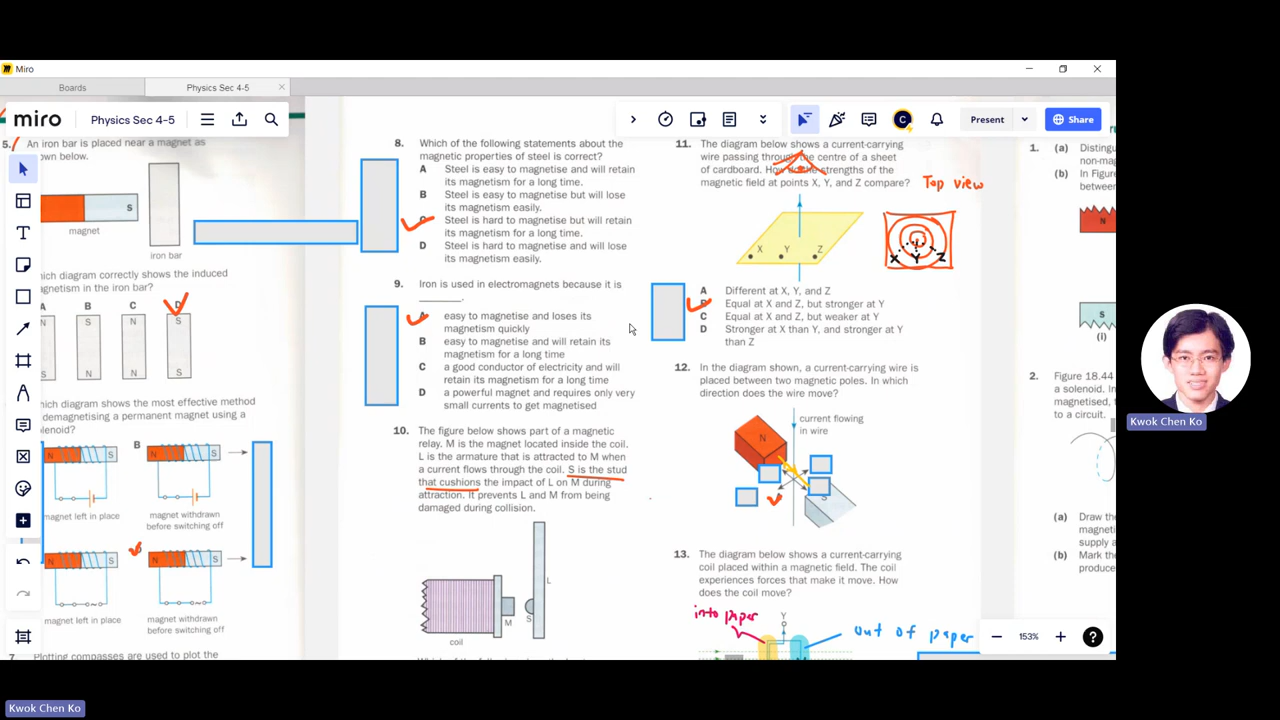 Miro
Boards
Physics Sec 4-5
miro
Physics Sec 4-5
Present
Share
5.
An iron bar is placed near a magnet as
own below.
S
magnet
iron bar
hich diagram correctly shows the induced
gnetism in the iron bar?
A B C D
N S N S
S N N S
hich diagram shows the most effective method
demagnetising a permanent magnet using a
lenoid?
N S
B
N S
magnet left in place
magnet withdrawn
before switching off
N S
N S
magnet left in place
magnet withdrawn
before switching off
7
Plotting compasses are used to plot the
8. Which of the following statements about the
magnetic properties of steel is correct?
A Steel is easy to magnetise and will retain
its magnetism for a long time.
B Steel is easy to magnetise but will lose
its magnetism easily.
C Steel is hard to magnetise but will retain
its magnetism for a long time.
D Steel is hard to magnetise and will lose
its magnetism easily.
9. Iron is used in electromagnets because it is
_______.
A easy to magnetise and loses its
magnetism quickly
B easy to magnetise and will retain its
magnetism for a long time
C a good conductor of electricity and will
retain its magnetism for a long time
D a powerful magnet and requires only very
small currents to get magnetised
10. The figure below shows part of a magnetic
relay. M is the magnet located inside the coil.
L is the armature that is attracted to M when
a current flows through the coil. S is the stud
that cushions the impact of L on M during
attraction. It prevents L and M from being
damaged during collision.
L
M
S
coil
11. The diagram below shows a current-carrying
wire passing through the centre of a sheet
of cardboard. How do the strengths of the
magnetic field at points X, Y, and Z compare?
Top view
X Y Z
X Y Z
A Different at X, Y, and Z
B Equal at X and Z, but stronger at Y
C Equal at X and Z, but weaker at Y
D Stronger at X than Y, and stronger at Y
than Z
12. In the diagram shown, a current-carrying wire is
placed between two magnetic poles. In which
direction does the wire move?
current flowing
in wire
N
S
13. The diagram below shows a current-carrying
coil placed within a magnetic field. The coil
experiences forces that make it move. How
does the coil move?
into paper
Y
out of paper
1. (a) Distingu
non-mag
(b) In Figure
between
N
S
(i)
2. Figure 18.44
a solenoid. In
magnetised, t
to a circuit.
(a) Draw the
magneti
supply a
(b) Mark the
produce
153%
Kwok Chen Ko
Kwok Chen Ko